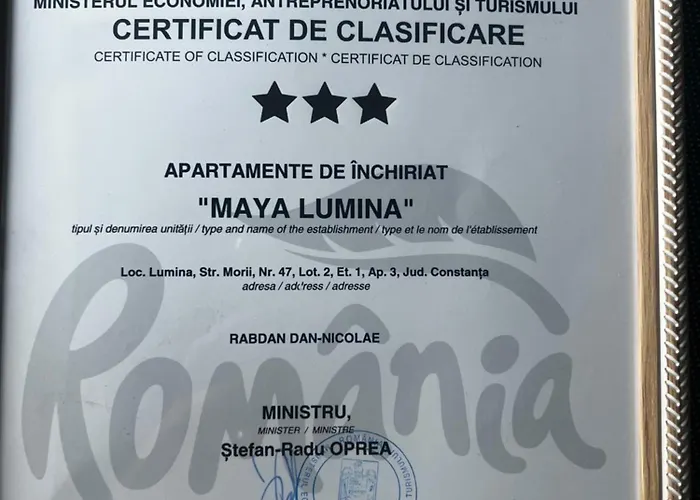 MINISTERUL ECONOMIEI, ANTREPRENORIATULUI ȘI TURISMULUI
CERTIFICAT DE CLASIFICARE
CERTIFICATE OF CLASSIFICATION * CERTIFICAT DE CLASSIFICATION
APARTAMENTE DE ÎNCHIRIAT
"MAYA LUMINA"
tipul și denumirea unității / type and name of the establishment / type et le nom de l'établissement
Loc. Lumina, Str. Morii, Nr. 47, Lot. 2, Et. 1, Ap. 3, Jud. Constanța
adresa / address / adresse
RABDAN DAN-NICOLAE
România
MINISTRU,
MINISTER / MINISTRE
Ștefan-Radu OPREA